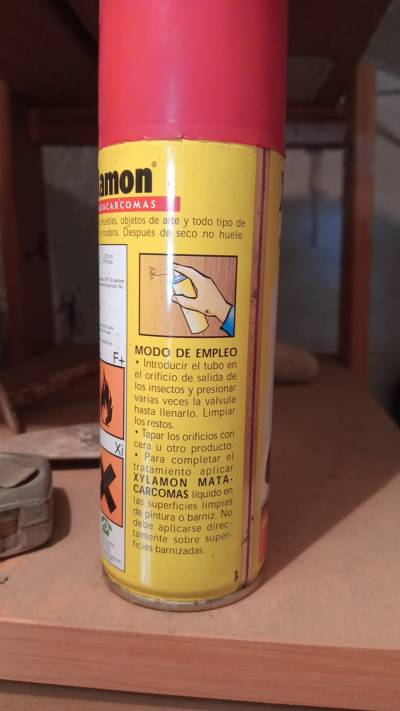 amon®
MATACARCOMAS
muebles, objetos de arte y todo tipo de
madera. Después de seco no huele.
MODO DE EMPLEO
• Introducir el tubo en
el orificio de salida de
los insectos y presionar
varias veces la válvula
hasta llenarlo. Limpiar
los restos.
• Tapar los orificios con
cera u otro producto.
• Para completar el
tratamiento aplicar
XYLAMON MATA-
CARCOMAS líquido en
las superficies limpias
de pintura o barniz. No
debe aplicarse direc-
tamente sobre super-
ficies barnizadas.
F+
Xi